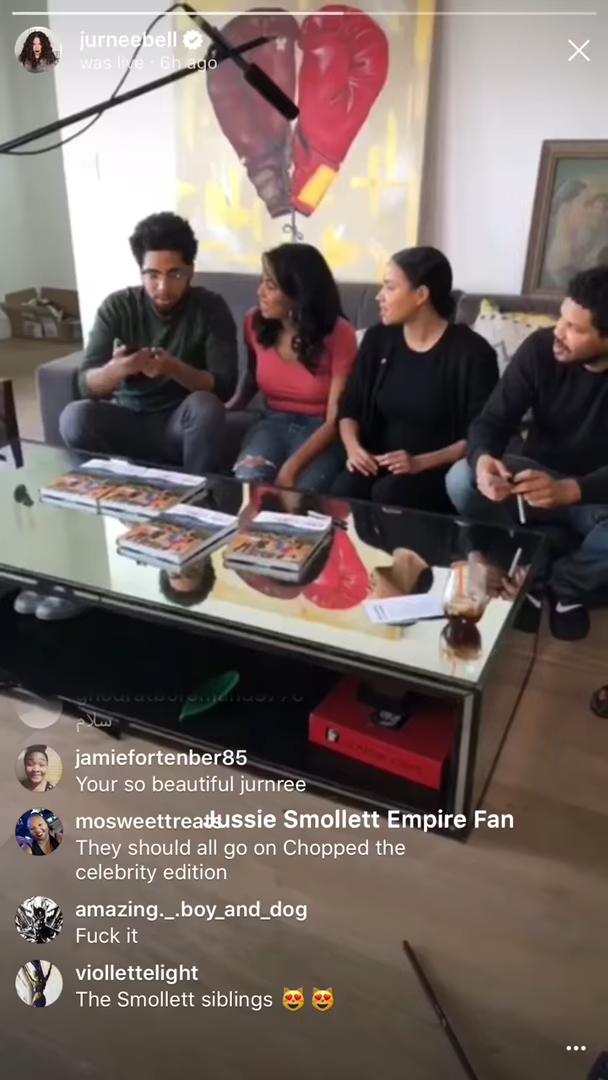 jurneebell
was live · 6h ago
سلام
jamiefortenber85
Your so beautiful jurnree
mosweettreats
Jussie Smollett Empire Fan
They should all go on Chopped the
celebrity edition
amazing._.boy_and_dog
Fuck it
viollettelight
The Smollett siblings 😻 😻